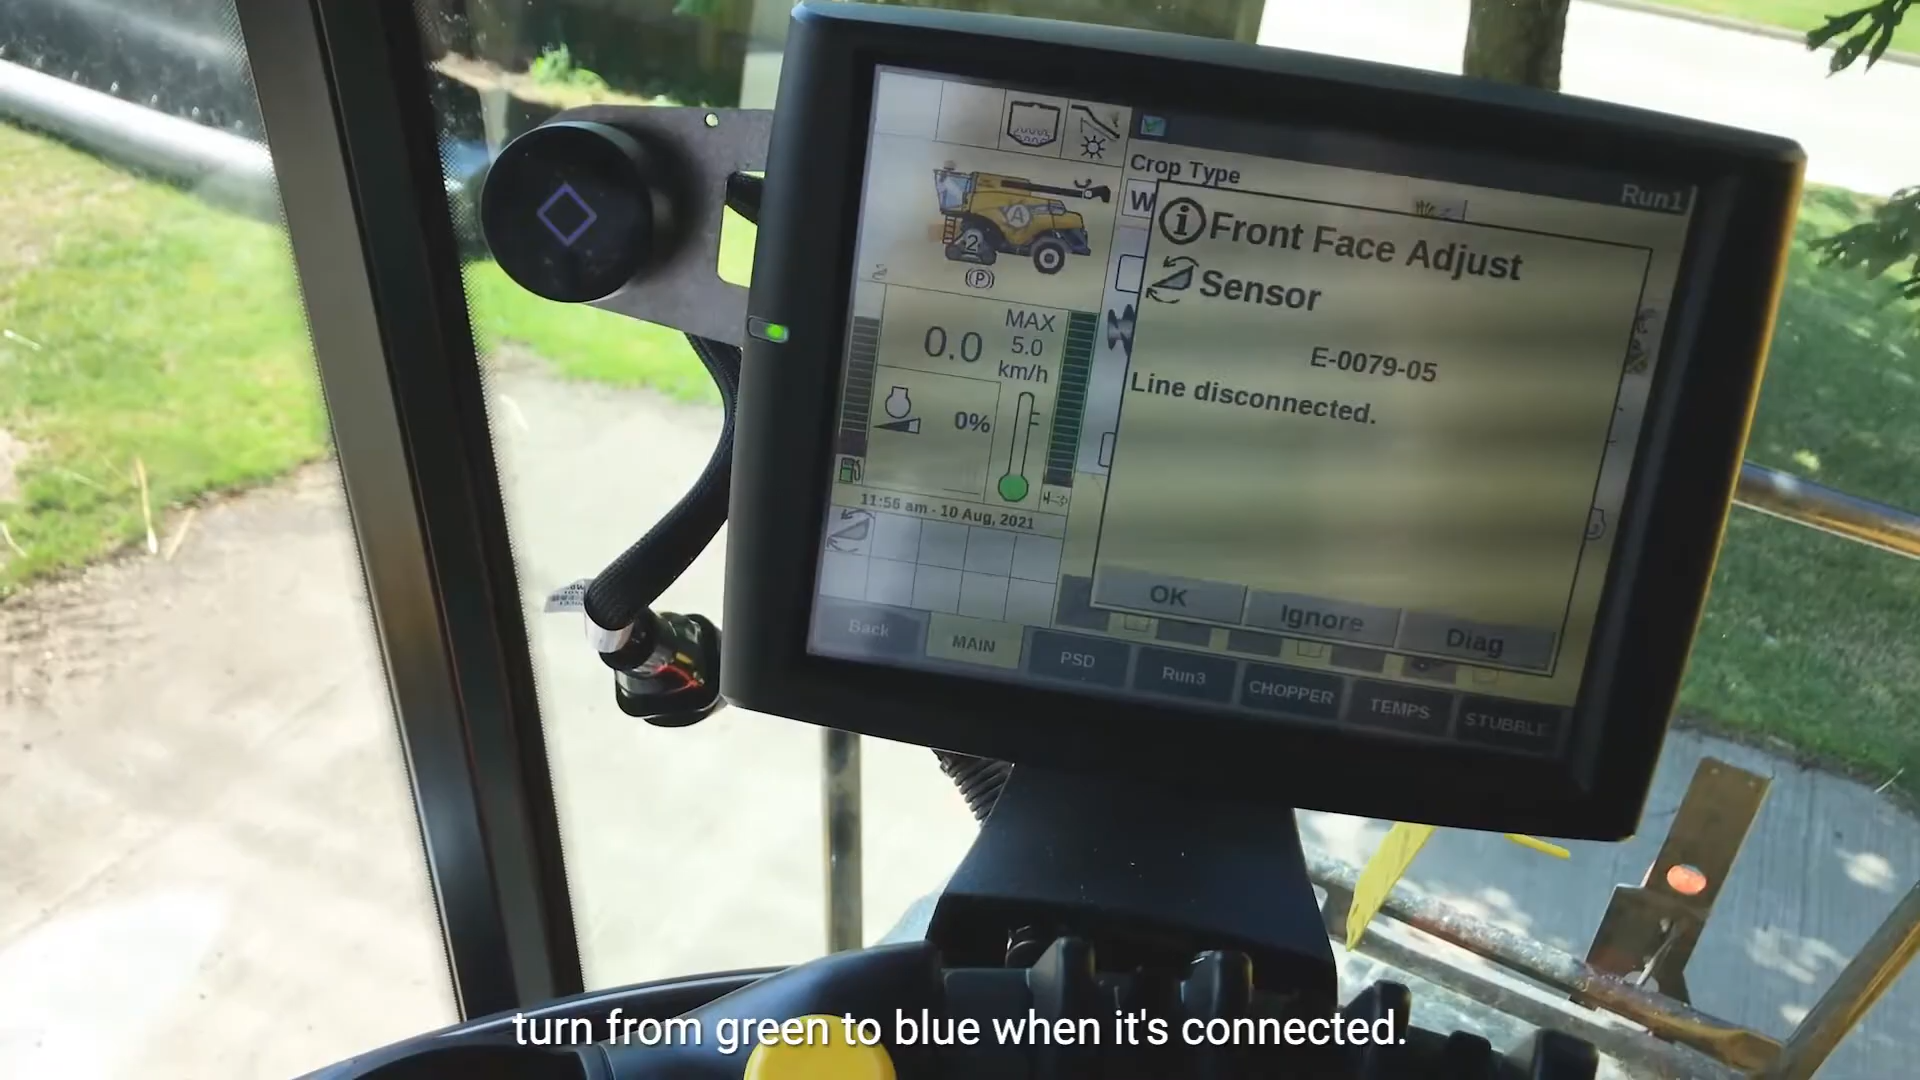 Crop Type
Run1
W
Front Face Adjust
Sensor
E-0079-05
Line disconnected.
OK
Ignore
Diag
A
2
P
0.0
MAX
5.0
km/h
0%
11:56 am - 10 Aug, 2021
Back
MAIN
PSD
Run3
CHOPPER
TEMPS
STUBBLE
turn from green to blue when it's connected.